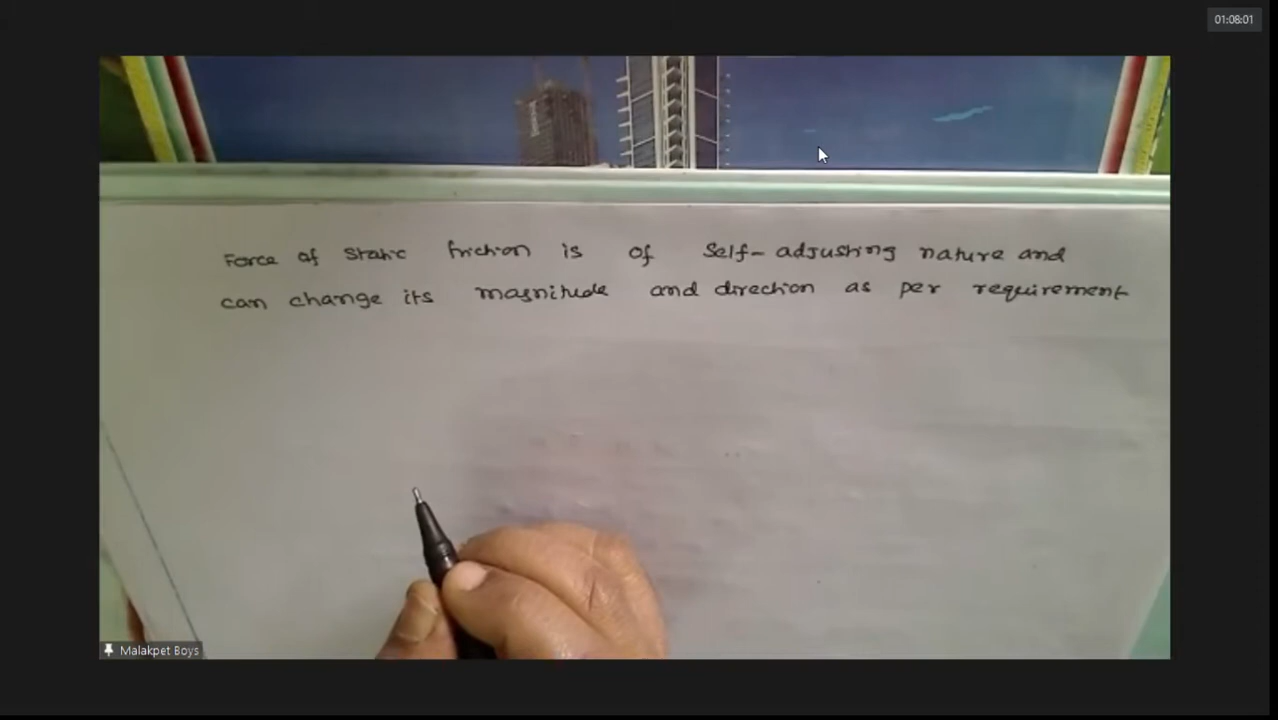 01:08:01
Force of static friction is of self-adjusting nature and
can change its magnitude and direction as per requirement
Malakpet Boys